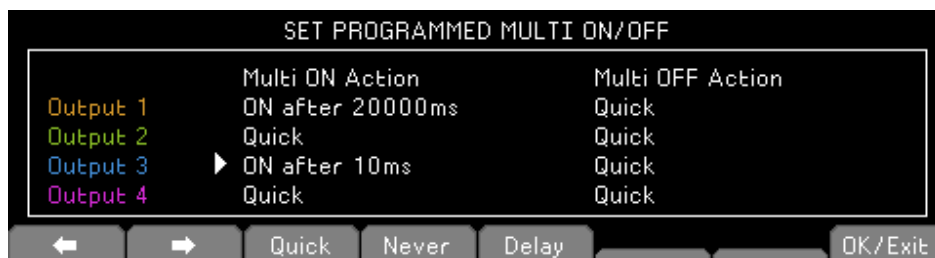 SET PROGRAMMED MULTI ON/OFF
Multi ON Action Multi OFF Action
Output 1 ON after 20000ms Quick
Output 2 Quick Quick
Output 3 ON after 10ms Quick
Output 4 Quick Quick
Quick Never Delay OK/Exit